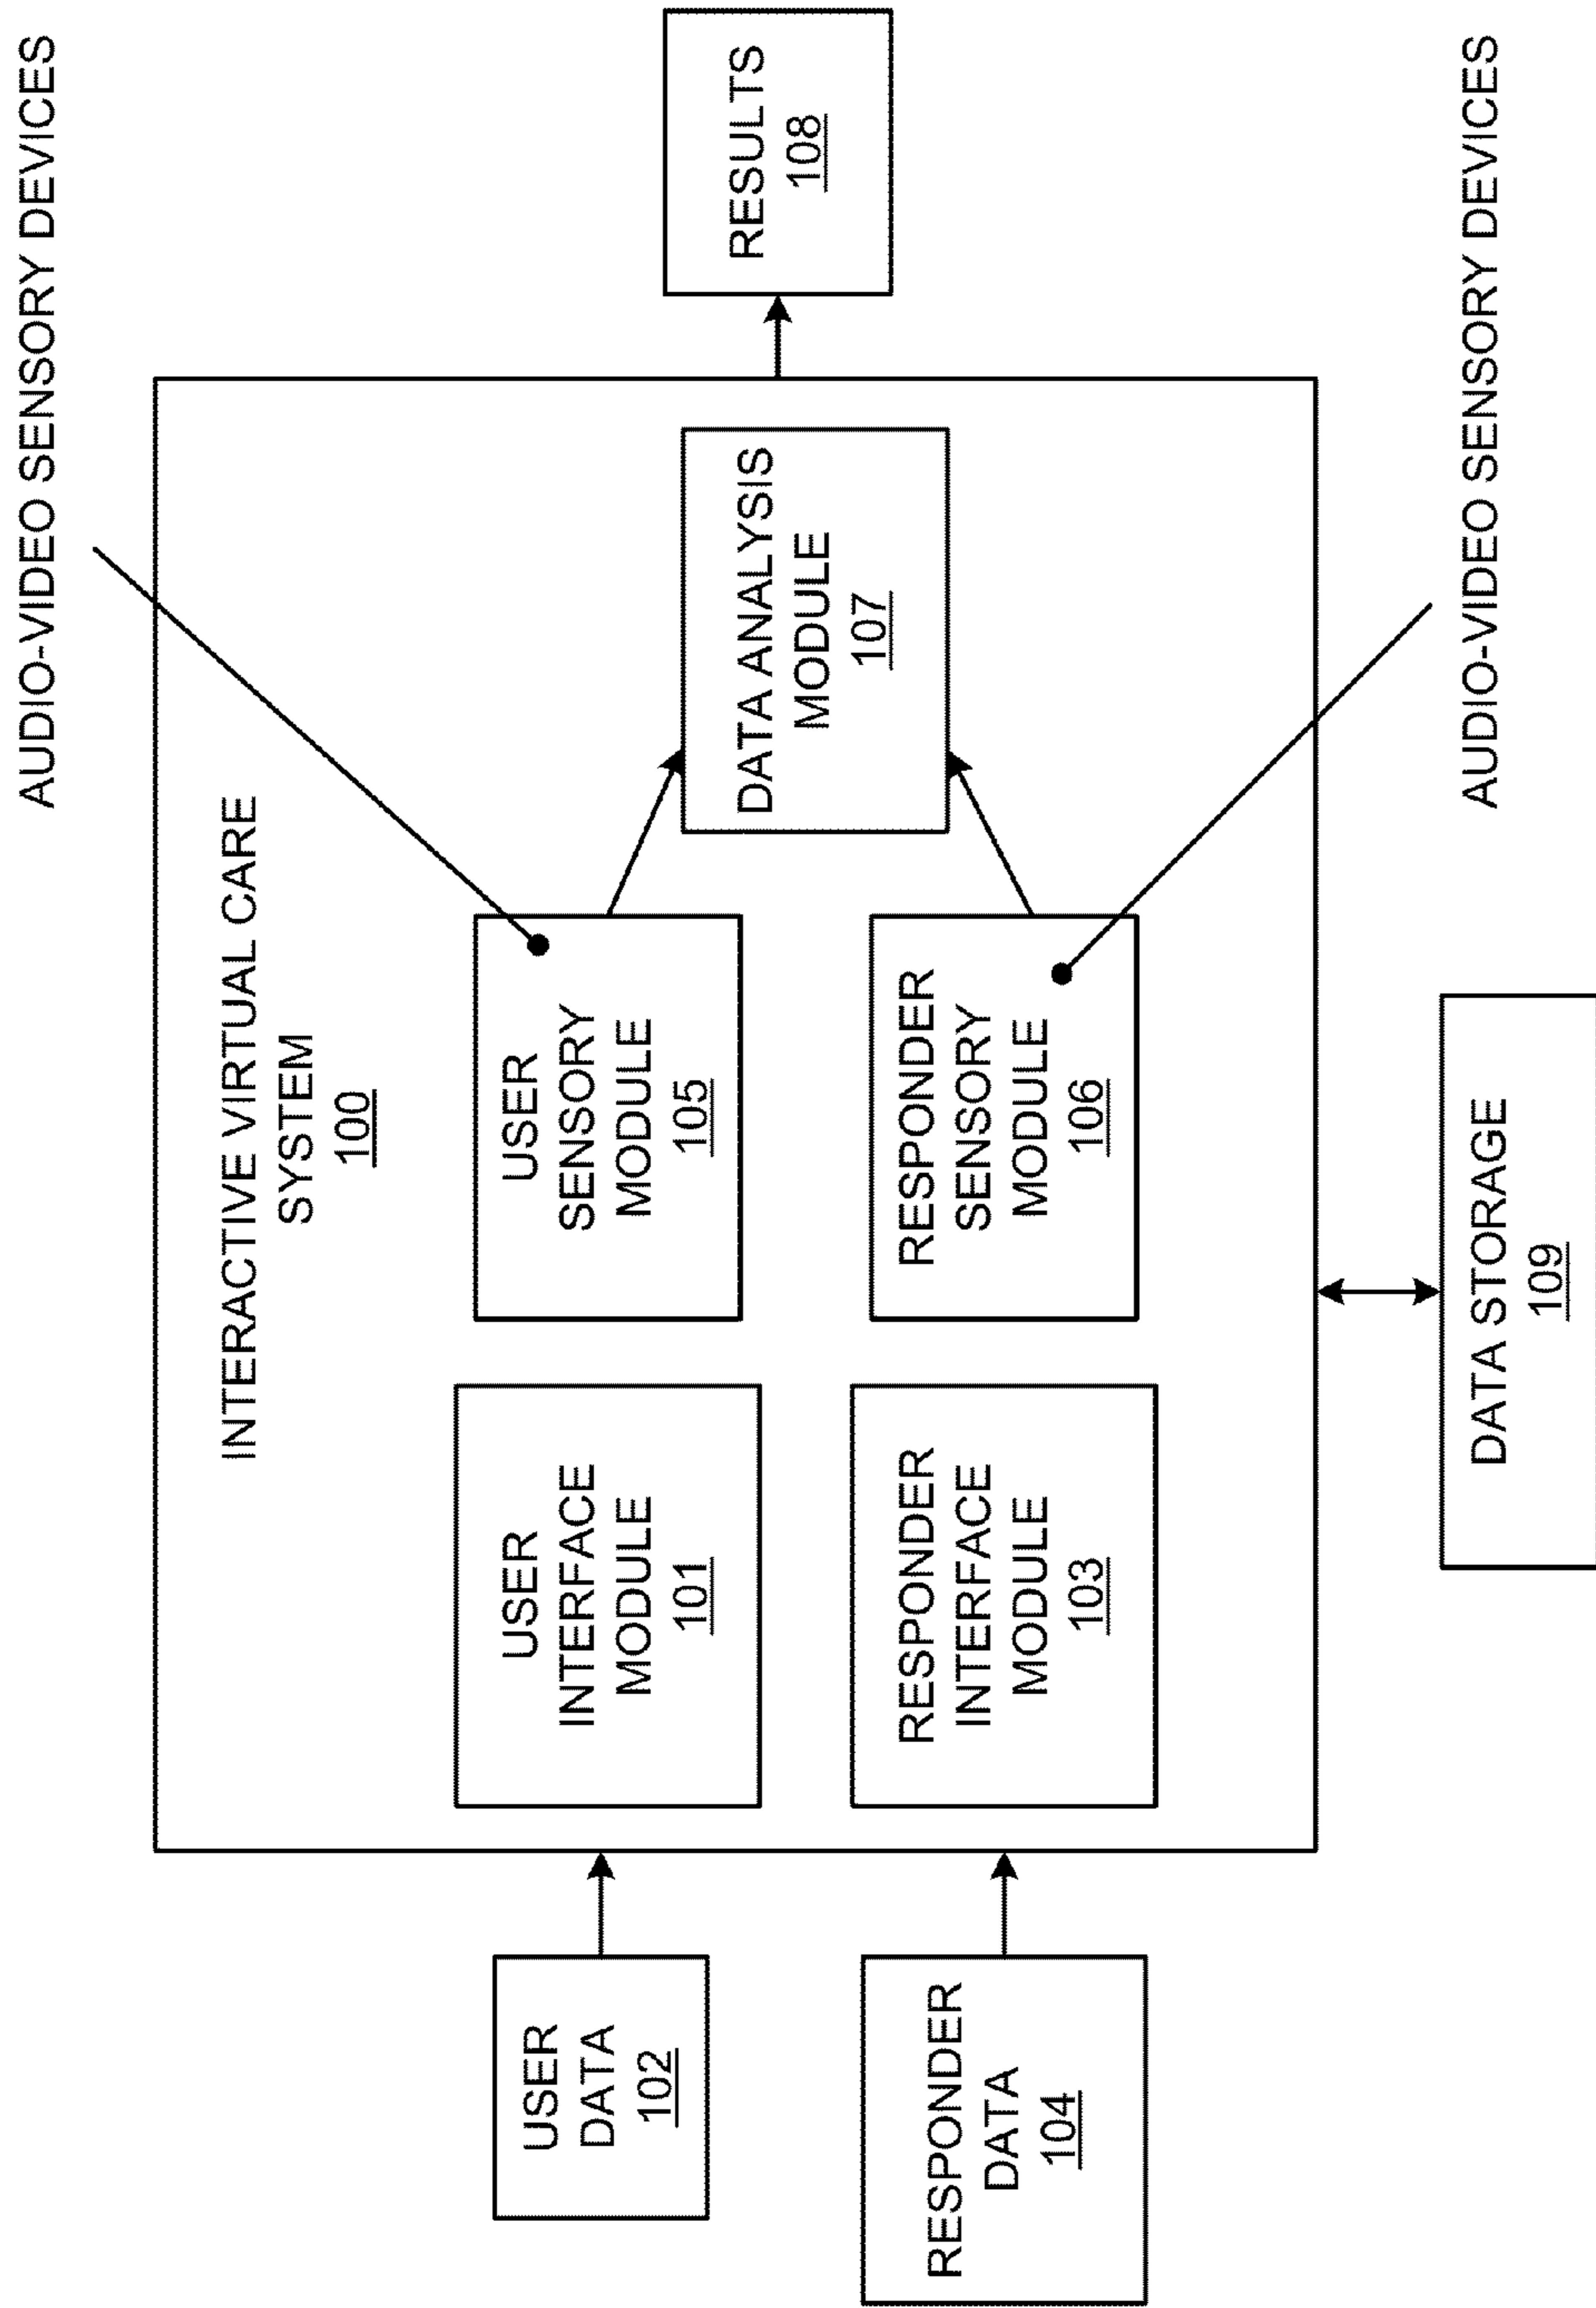 AUDIO-VIDEO SENSORY DEVICES
INTERACTIVE VIRTUAL CARE
SYSTEM
100
USER
DATA
102
USER
INTERFACE
MODULE
101
USER
SENSORY
MODULE
105
DATA ANALYSIS
MODULE
107
RESULTS
108
RESPONDER
DATA
104
RESPONDER
INTERFACE
MODULE
103
RESPONDER
SENSORY
MODULE
106
DATA STORAGE
109
AUDIO-VIDEO SENSORY DEVICES